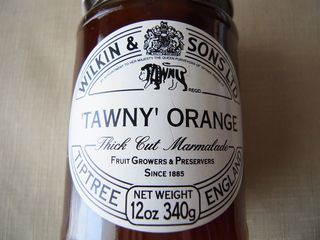 WILKIN & SONS LTD
TAWNY
REGD
'TAWNY' ORANGE
Thick Cut Marmalade
FRUIT GROWERS & PRESERVERS
SINCE 1885
TIPTREE
ENGLAND
NET WEIGHT
12oz 340g